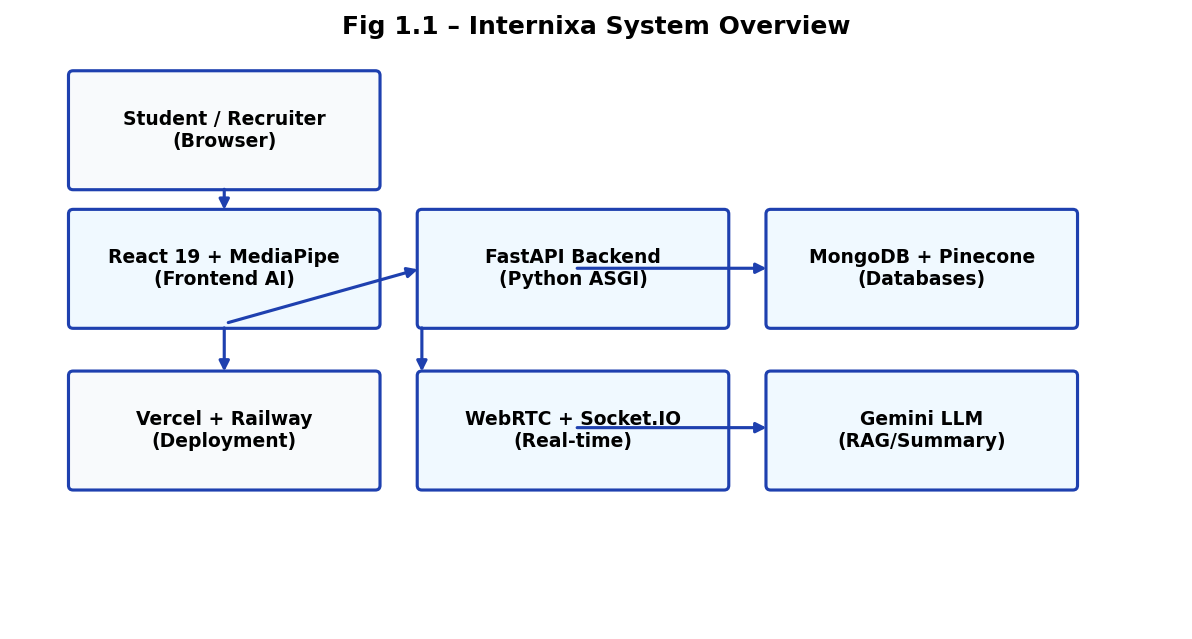 Fig 1.1 – Internixa System Overview
Student / Recruiter
(Browser)
React 19 + MediaPipe
(Frontend AI)
FastAPI Backend
(Python ASGI)
MongoDB + Pinecone
(Databases)
Vercel + Railway
(Deployment)
WebRTC + Socket.IO
(Real-time)
Gemini LLM
(RAG/Summary)